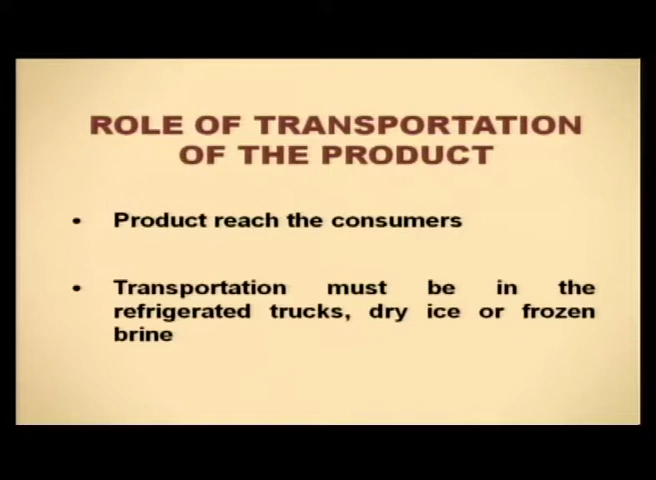 ROLE OF TRANSPORTATION
OF THE PRODUCT
• Product reach the consumers
• Transportation must be in the
refrigerated trucks, dry ice or frozen
brine